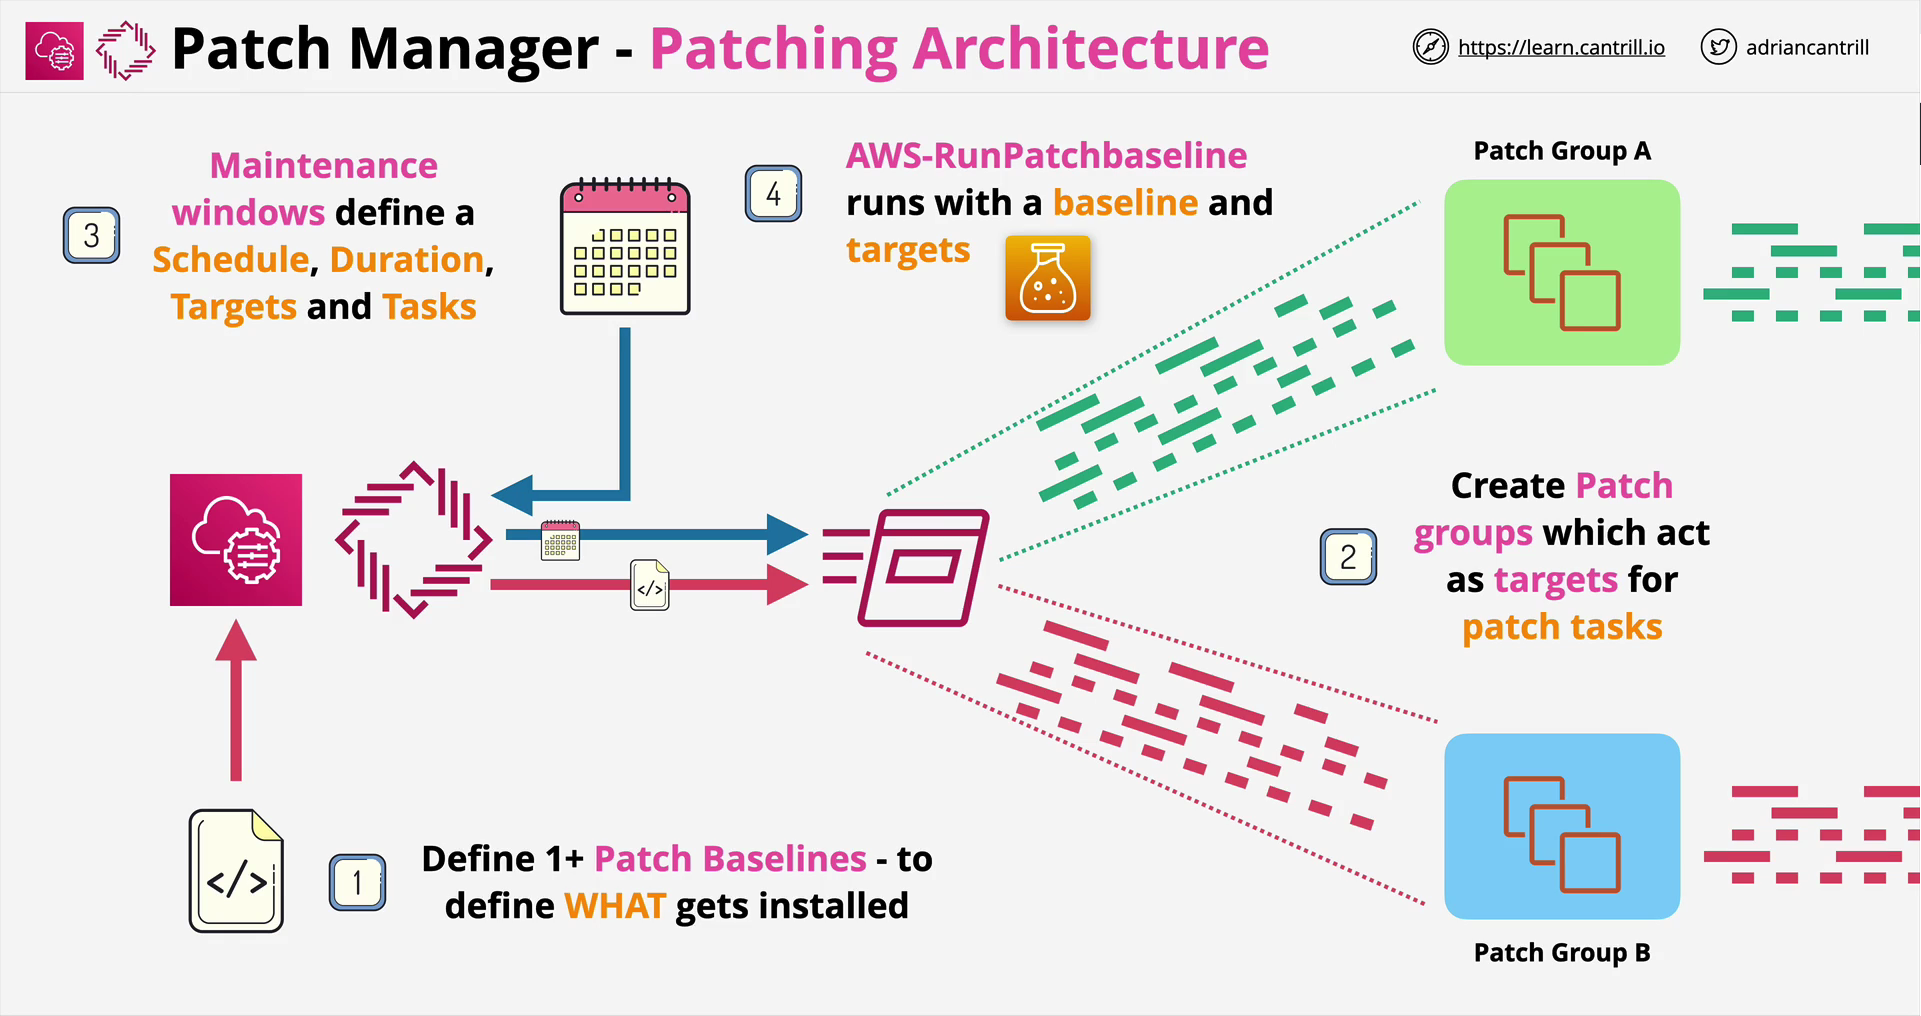 Patch Manager - Patching Architecture
https://learn.cantrill.io
adriancantrill
3
Maintenance
windows define a
Schedule, Duration,
Targets and Tasks
4
AWS-RunPatchbaseline
runs with a baseline and
targets
Patch Group A
2
Create Patch
groups which act
as targets for
patch tasks
</>
</>
1
Define 1+ Patch Baselines - to
define WHAT gets installed
Patch Group B